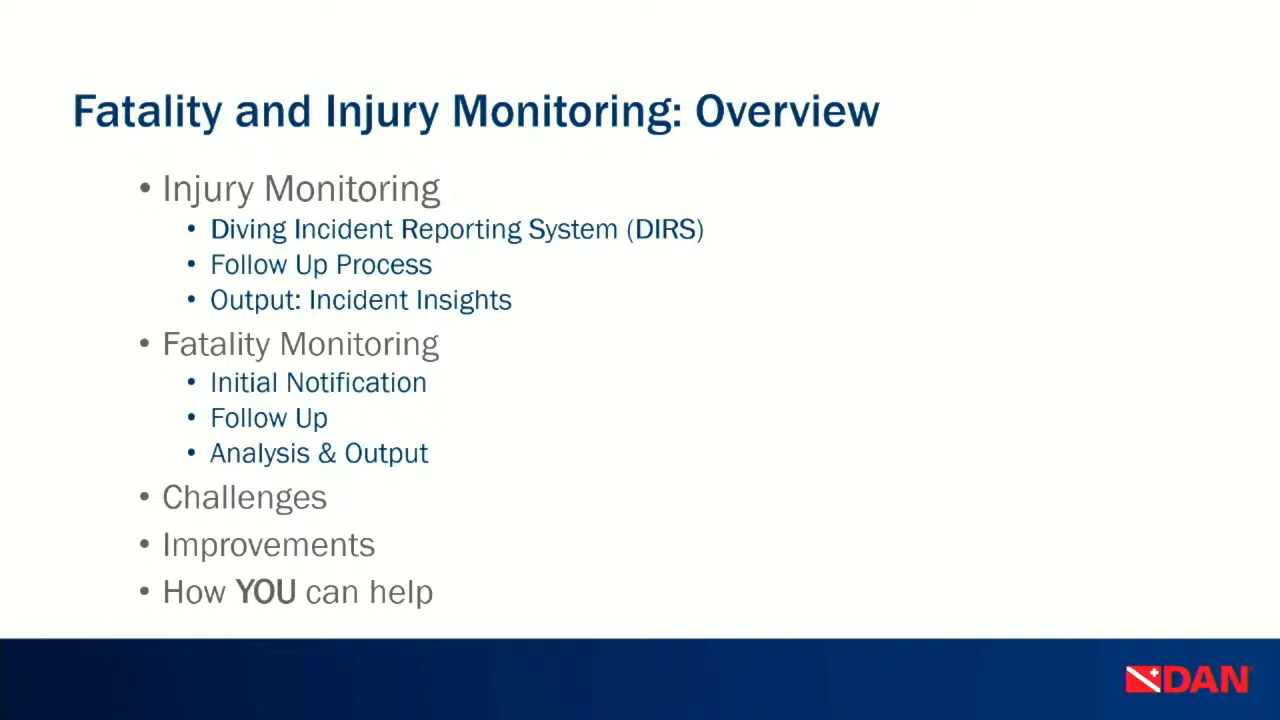 Fatality and Injury Monitoring: Overview
• Injury Monitoring
• Diving Incident Reporting System (DIRS)
• Follow Up Process
• Output: Incident Insights
• Fatality Monitoring
• Initial Notification
• Follow Up
• Analysis & Output
• Challenges
• Improvements
• How YOU can help
DAN